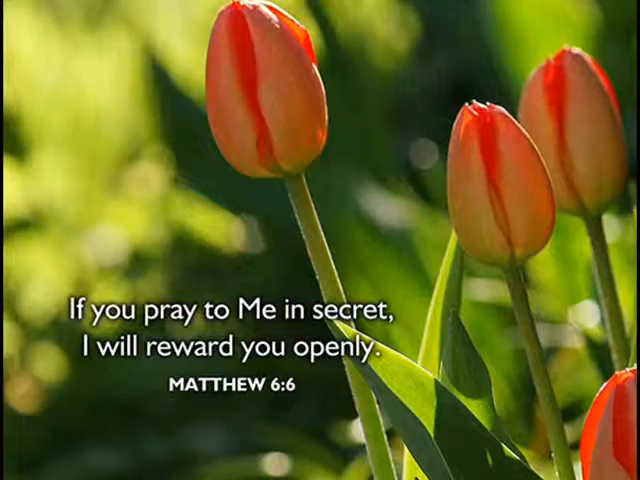 If you pray to Me in secret,
I will reward you openly.
MATTHEW 6:6